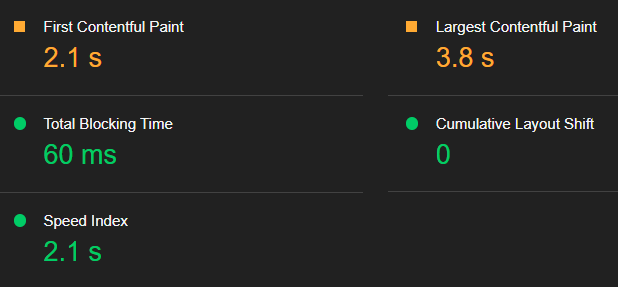 First Contentful Paint
2.1 s
Largest Contentful Paint
3.8 s
Total Blocking Time
60 ms
Cumulative Layout Shift
0
Speed Index
2.1 s